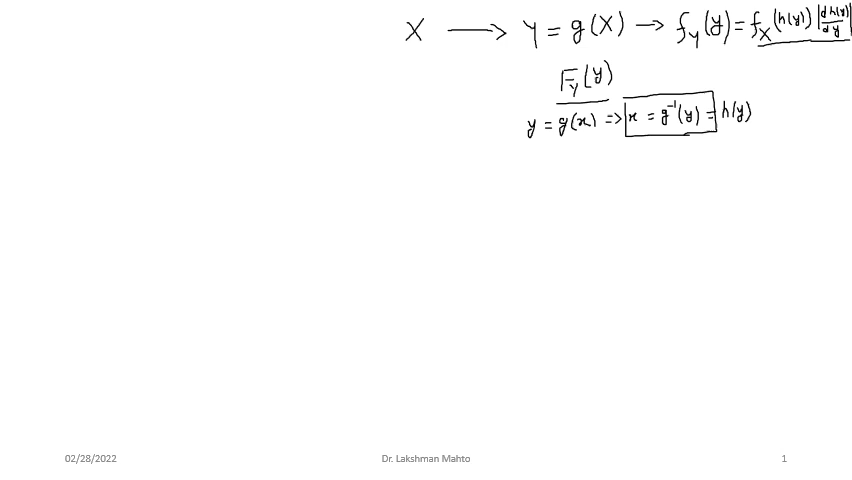 X ⟶ Y = g(X) → f_Y(y) = f_X(h(y)) |dh(y)/dy|
F_Y(y)
y = g(x) => x = g⁻¹(y) = h(y)
02/28/2022 Dr. Lakshman Mahto 1